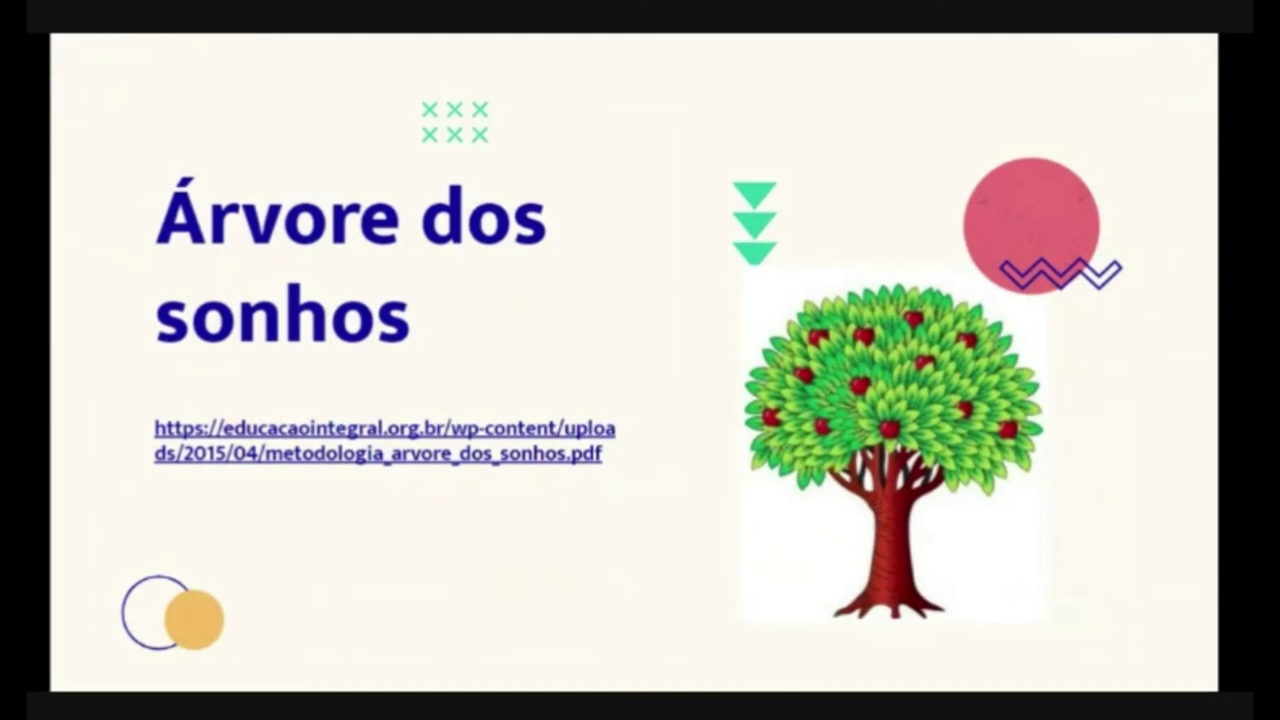 Árvore dos
sonhos
https://educacaointegral.org.br/wp-content/uploa
ds/2015/04/metodologia_arvore_dos_sonhos.pdf